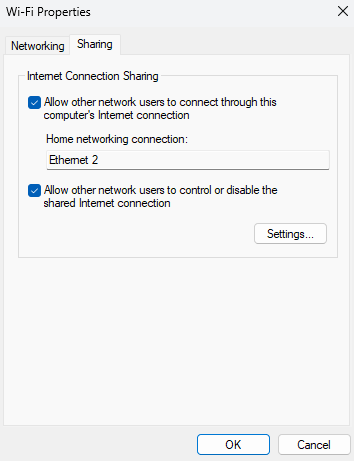 Wi-Fi Properties
Networking
Sharing
Internet Connection Sharing
Allow other network users to connect through this
computer's Internet connection
Home networking connection:
Ethernet 2
Allow other network users to control or disable the
shared Internet connection
Settings...
OK
Cancel